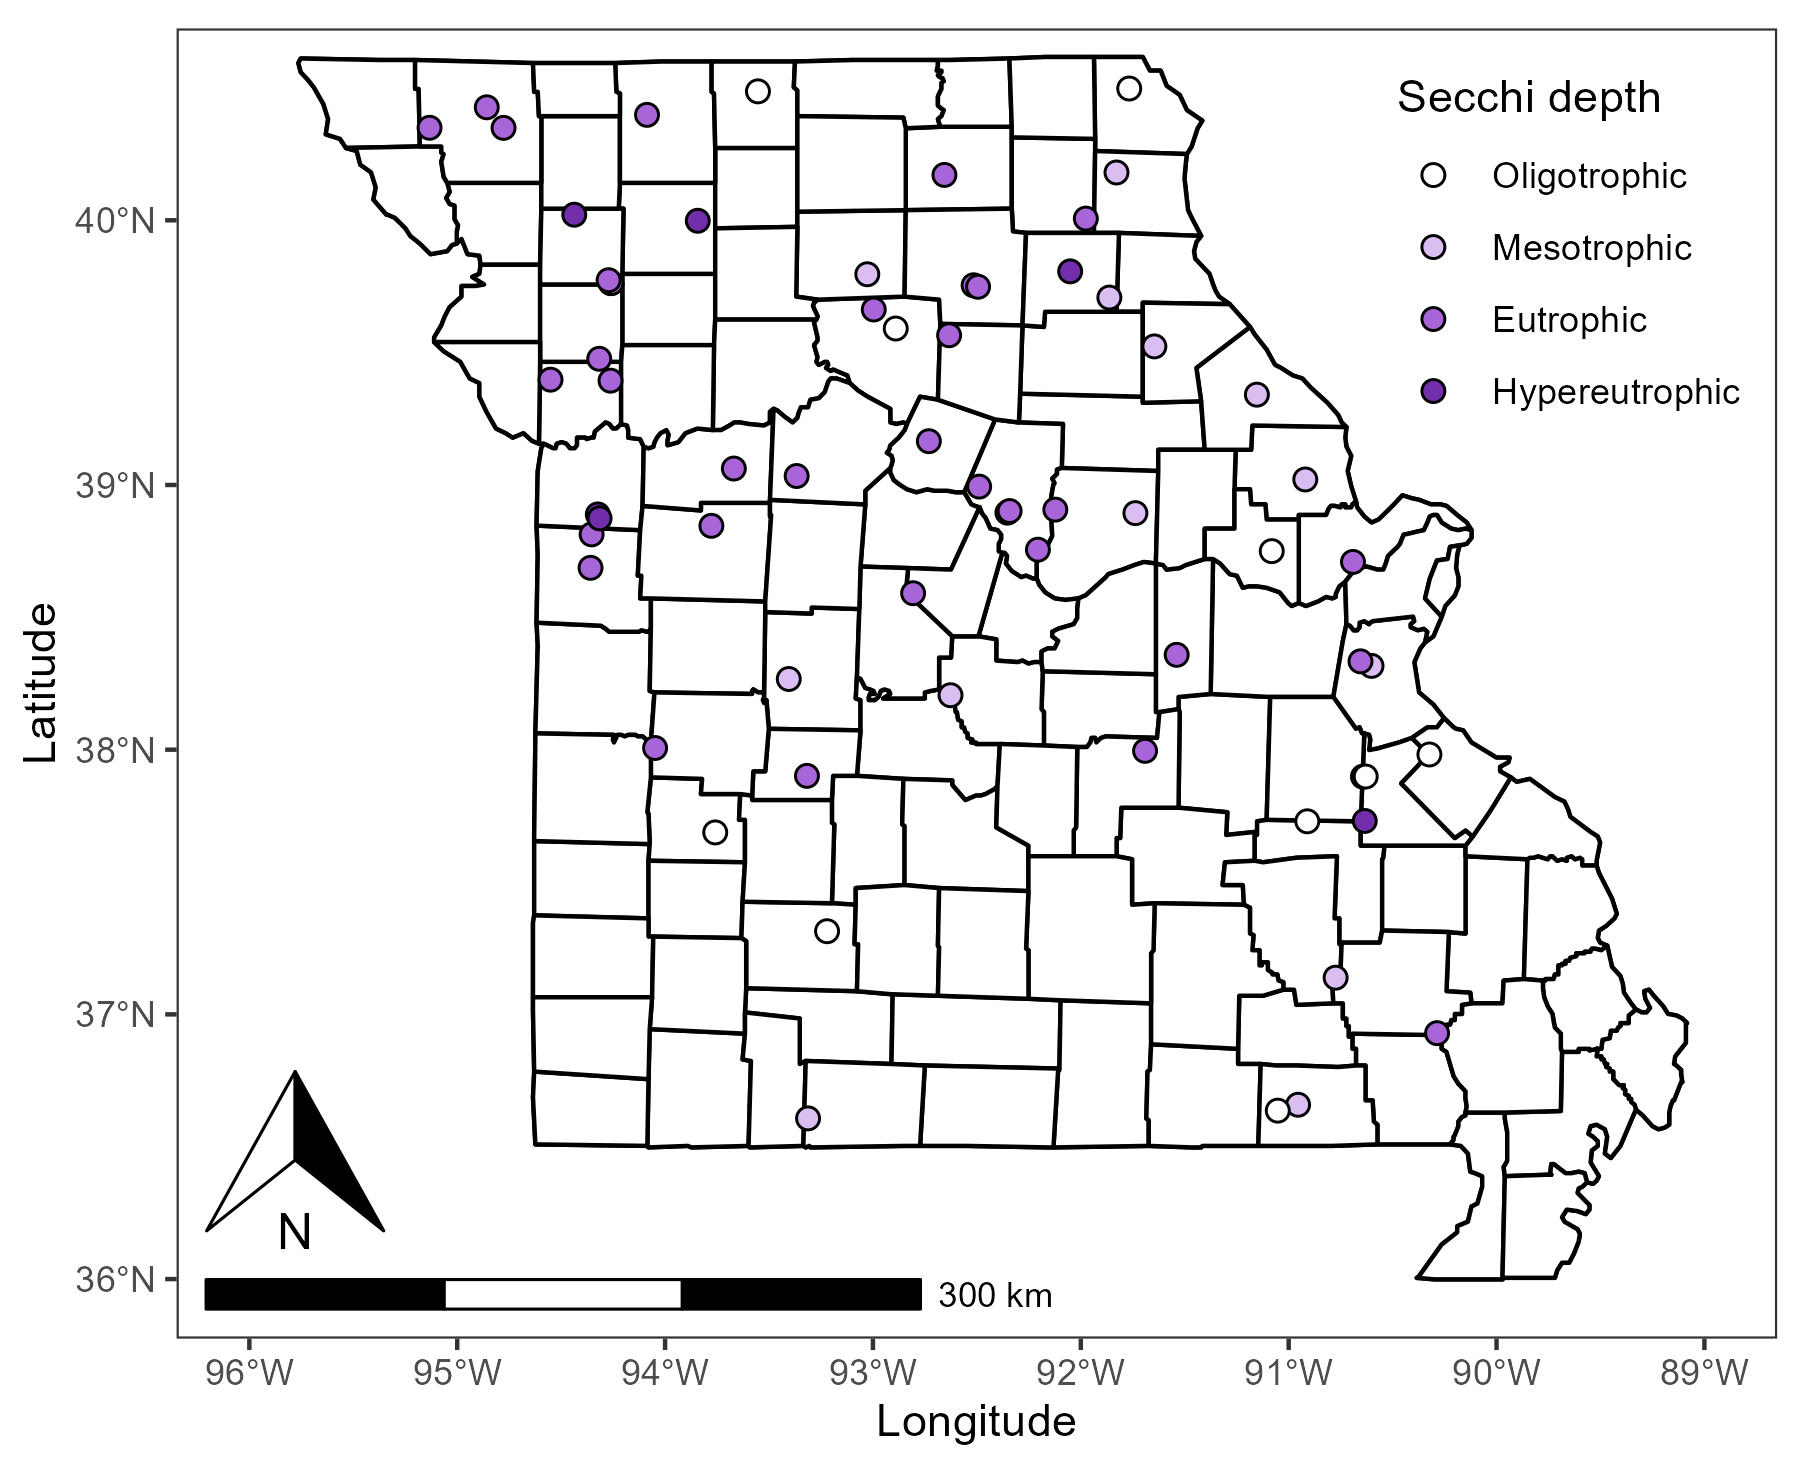 Secchi depth
Oligotrophic
Mesotrophic
Eutrophic
Hypereutrophic
40°N
39°N
38°N
37°N
36°N
Latitude
N
300 km
96°W 95°W 94°W 93°W 92°W 91°W 90°W 89°W
Longitude